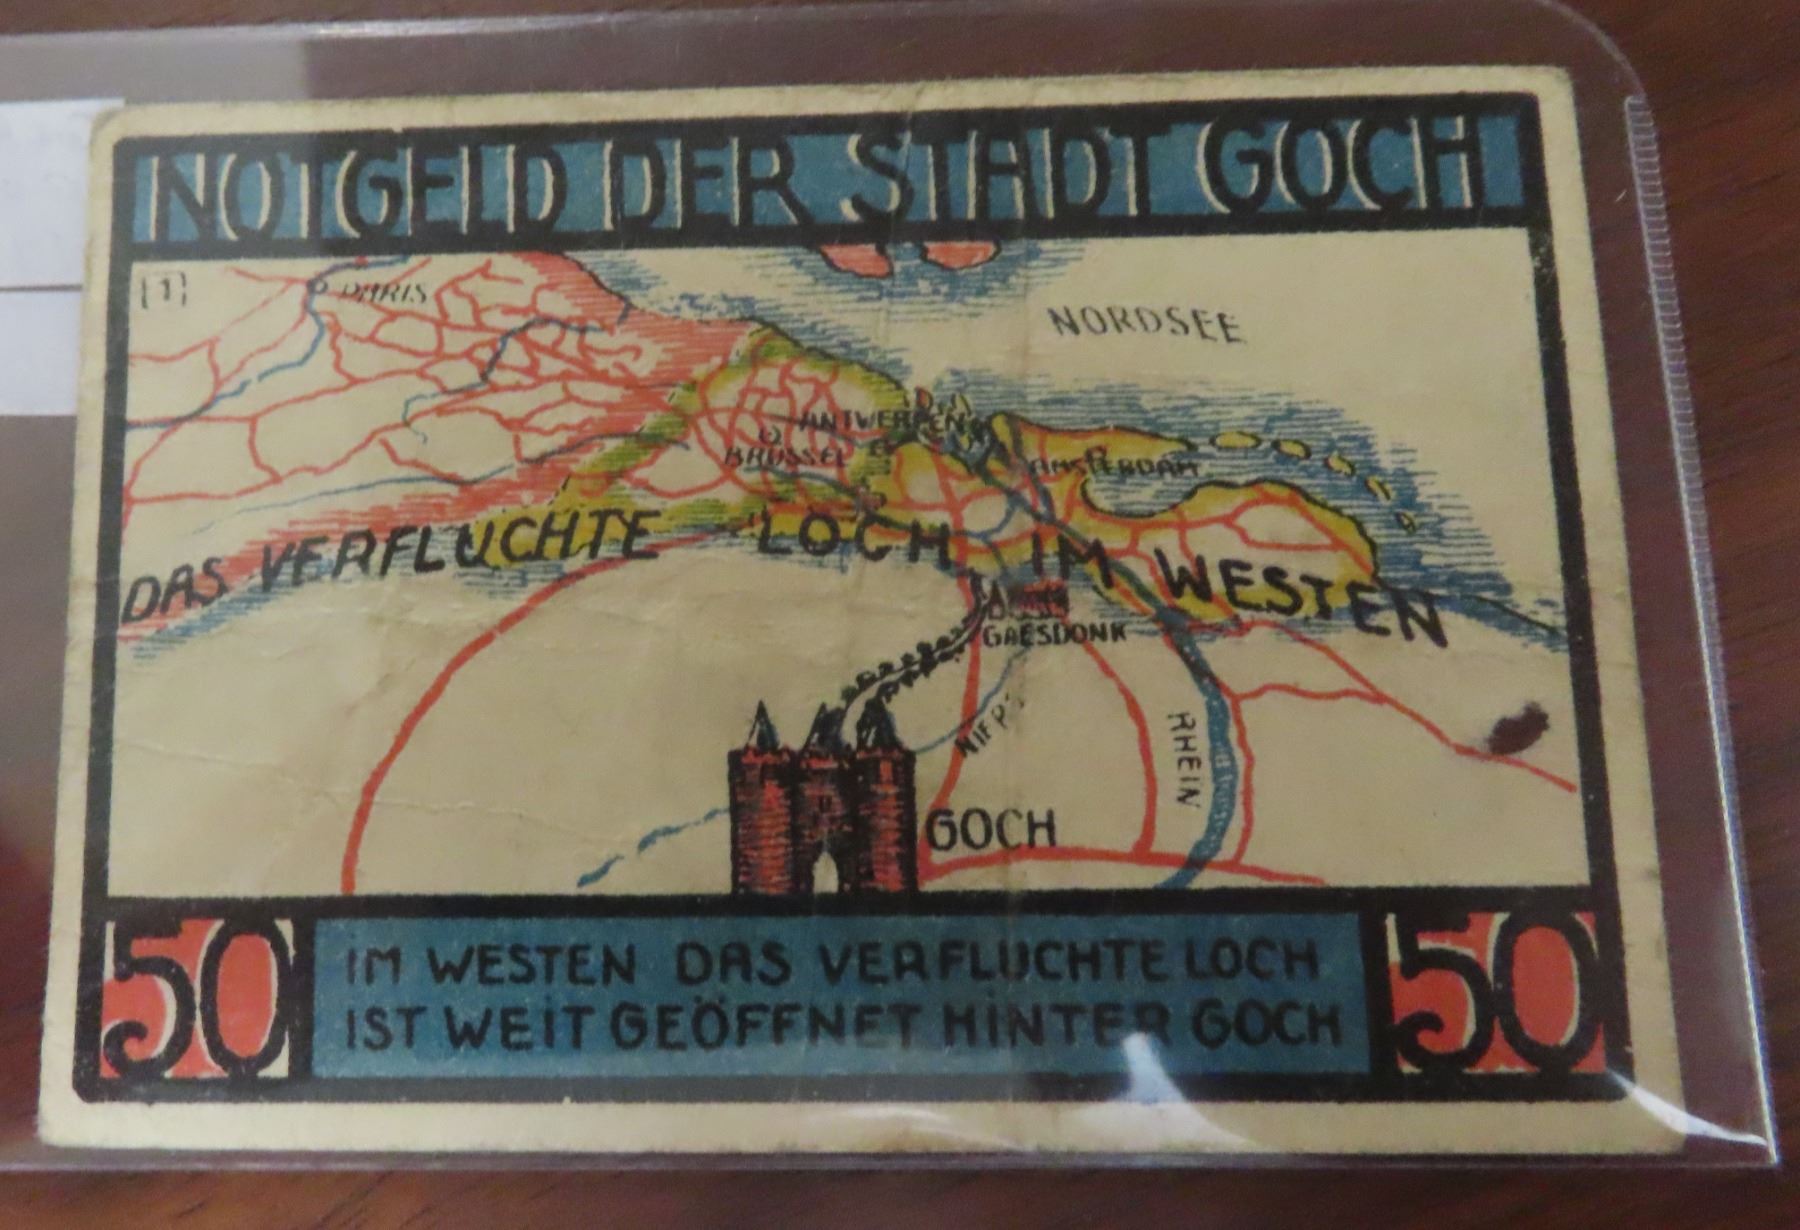 NOTGELD DER STADT GOCH
[1]
PARIS
NORDSEE
ANTWERPEN
BRÜSSEL
AMSTERDAM
DAS VERFLUCHTE LOCH IM WESTEN
GAESDONK
NIERS
RHEIN
GOCH
50
IM WESTEN DAS VERFLUCHTE LOCH
IST WEIT GEÖFFNET HINTER GOCH
50